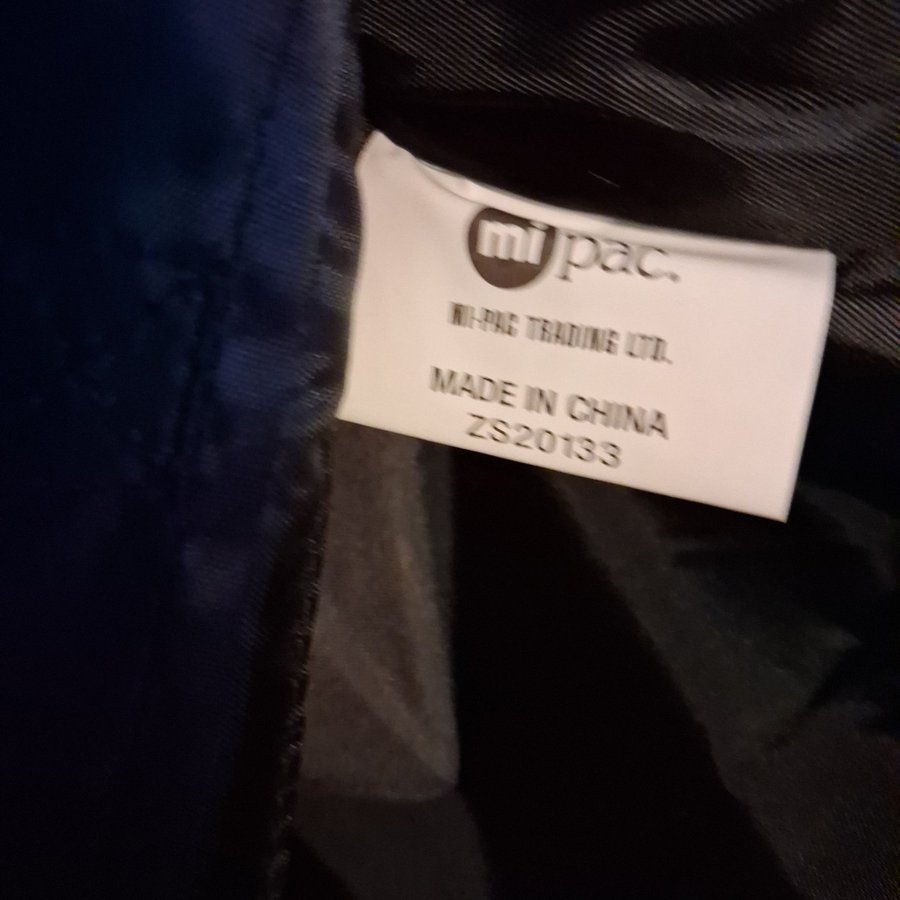 mi pac.
MI-PAC TRADING LTD.
MADE IN CHINA
ZS20133